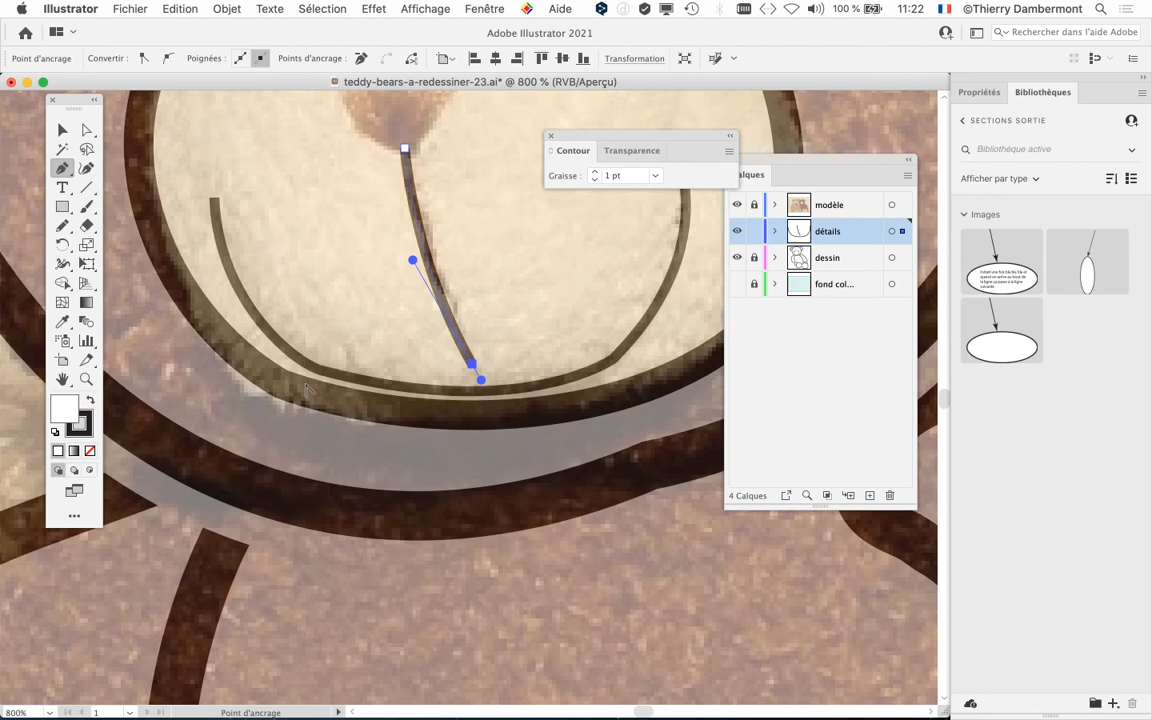 Illustrator Fichier Edition Objet Texte Sélection Effet Affichage Fenêtre Aide 100 % 11:22 ©Thierry Dambermont
Adobe Illustrator 2021
Rechercher dans l'aide Adobe
Point d'ancrage Convertir : Poignées : Points d'ancrage : Transformation
teddy-bears-a-redessiner-23.ai* @ 800 % (RVB/Aperçu)
Propriétés Bibliothèques
SECTIONS SORTIE
Bibliothèque active
Afficher par type
Images
Contour Transparence
Graisse : 1 pt
alques
modèle
détails
dessin
fond col...
4 Calques
800% 1 Point d'ancrage